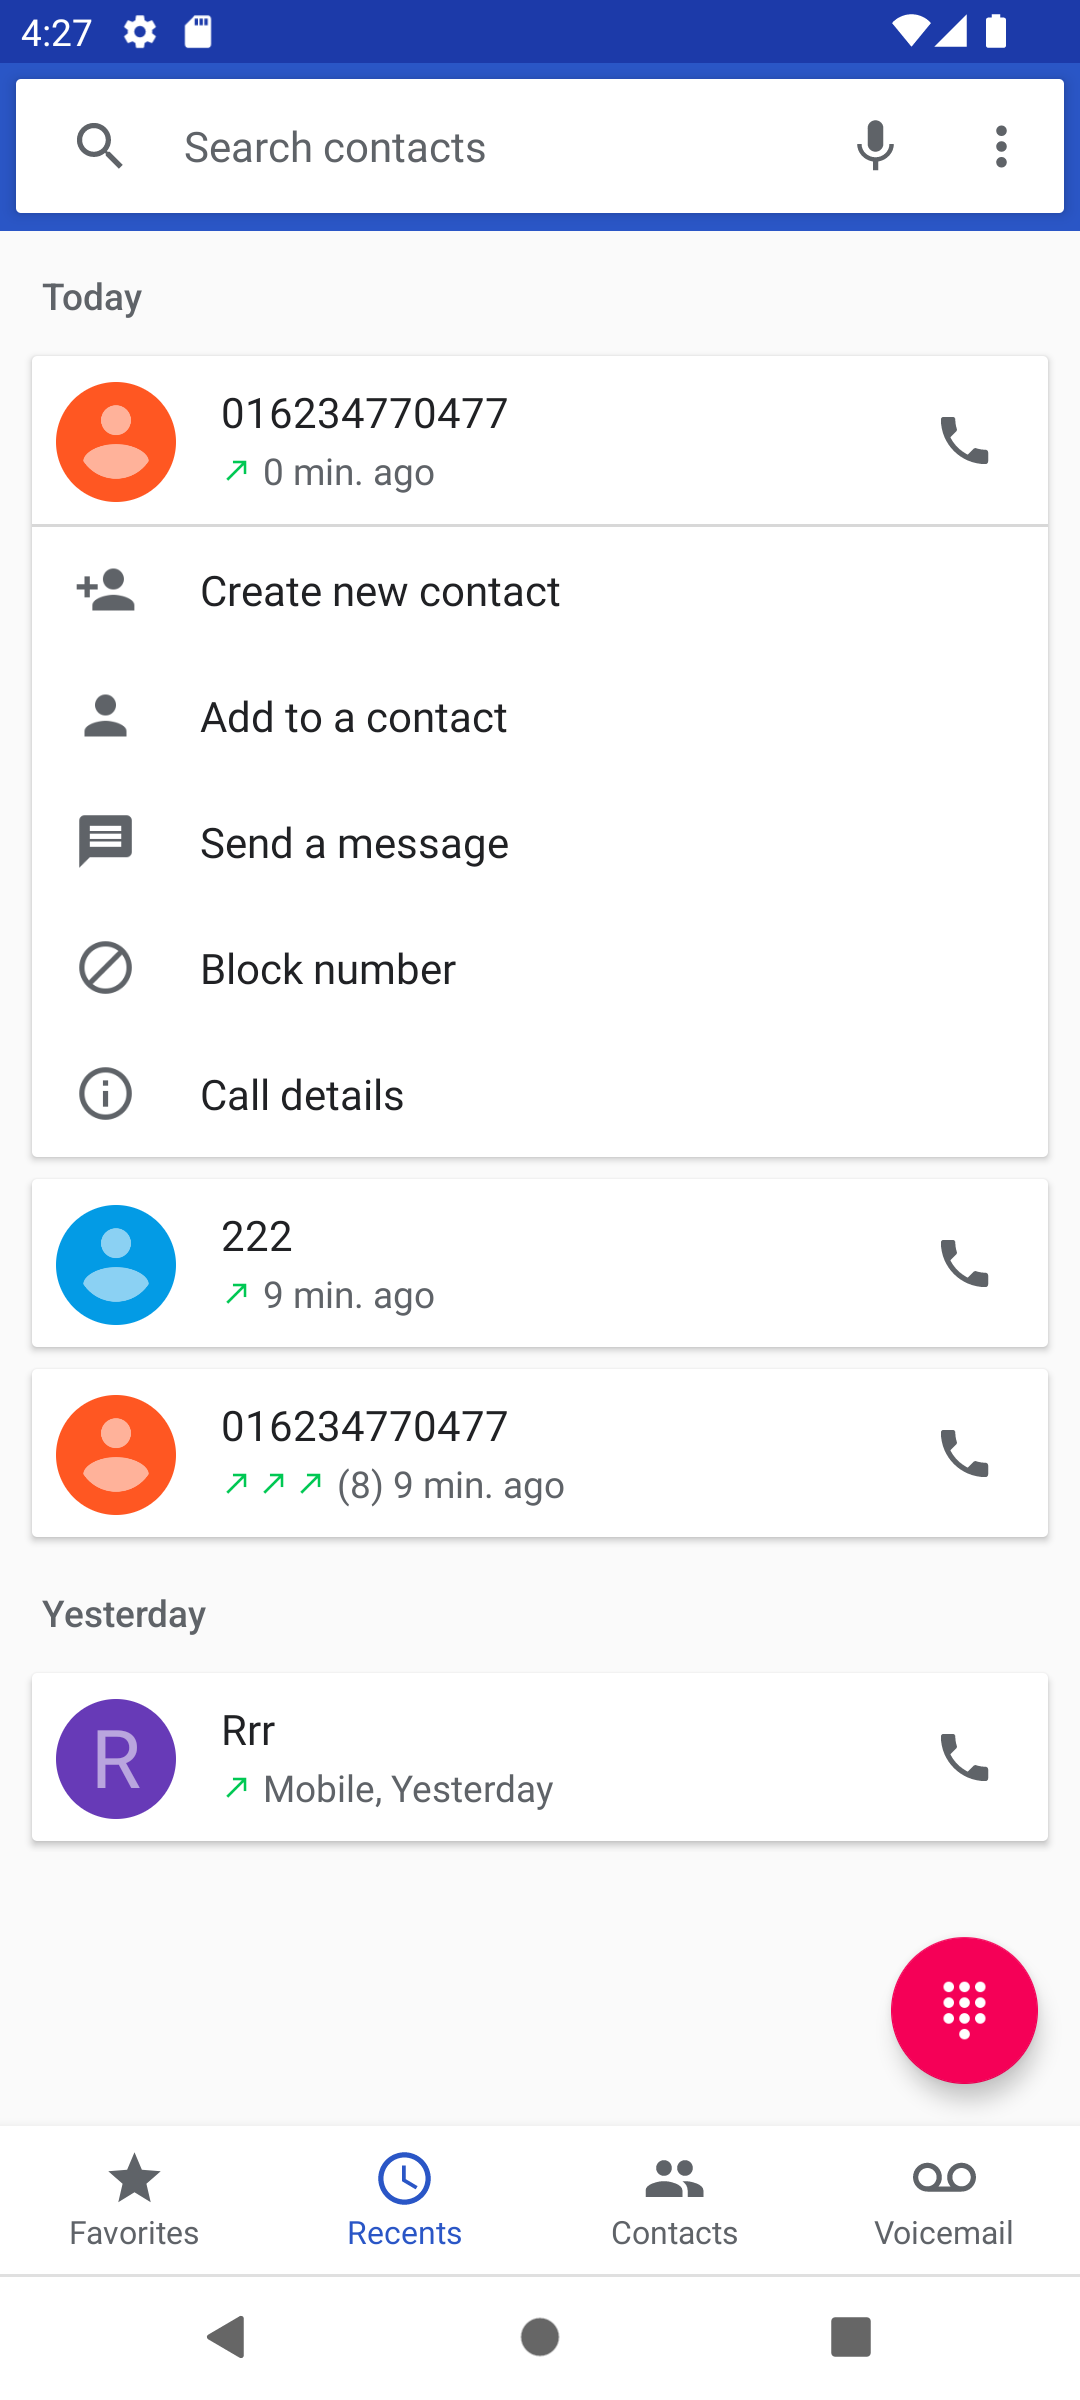 4:27
Search contacts
Today
016234770477
0 min. ago
Create new contact
Add to a contact
Send a message
Block number
Call details
222
9 min. ago
016234770477
(8) 9 min. ago
Yesterday
R
Rrr
Mobile, Yesterday
Favorites
Recents
Contacts
Voicemail